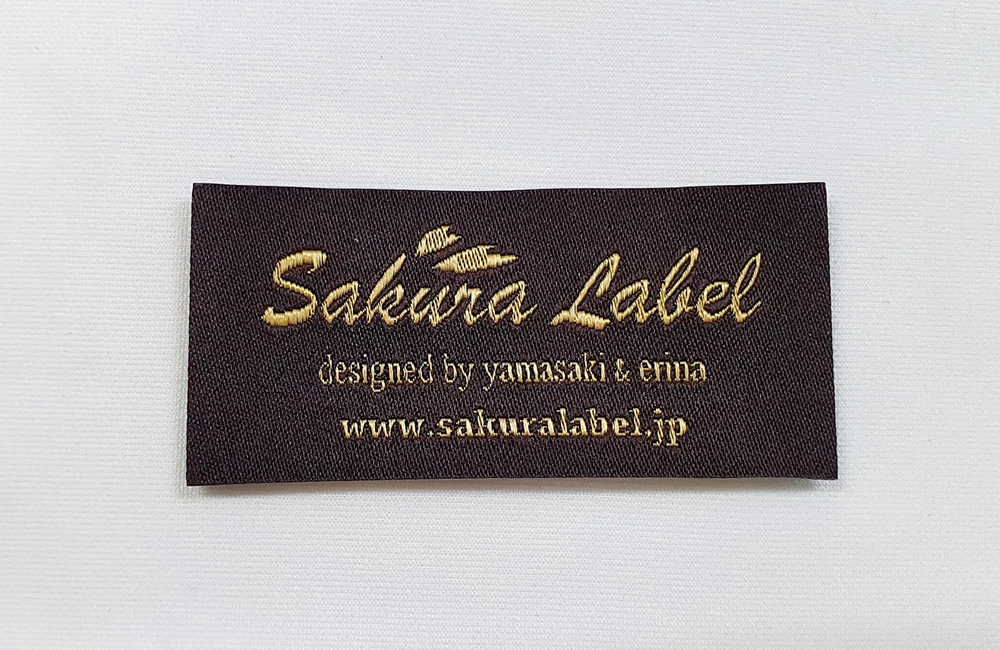 Sakura Label
designed by yamasaki & erina
www.sakuralabel.jp